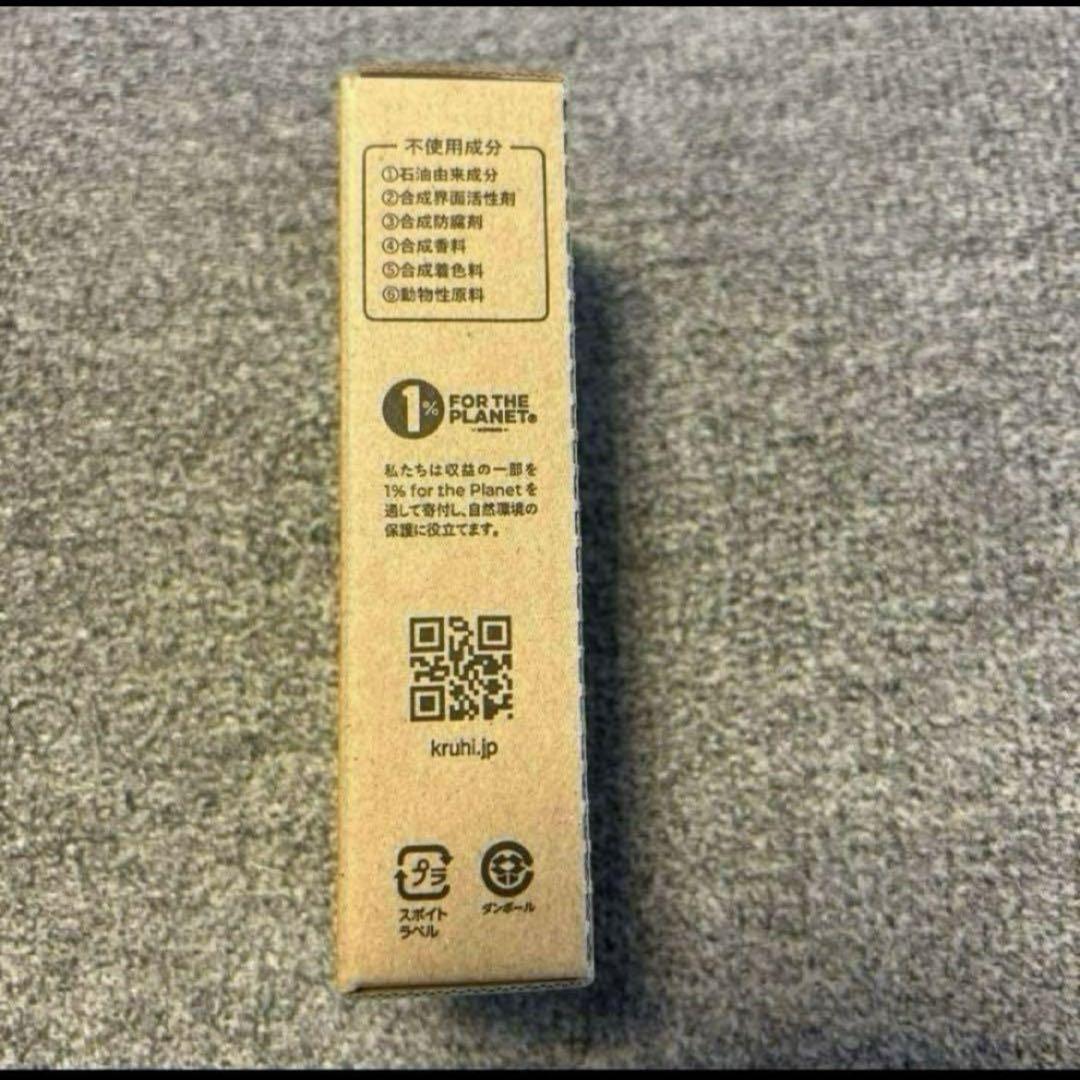 不使用成分
①石油由来成分
②合成界面活性剤
③合成防腐剤
④合成香料
⑤合成着色料
⑥動物性原料
1%
FOR THE
PLANET®
私たちは収益の一部を
1% for the Planet を
通して寄付し、自然環境の
保護に役立てます。
kruhi.jp
プラ
スポイト
ラベル
ダンボール